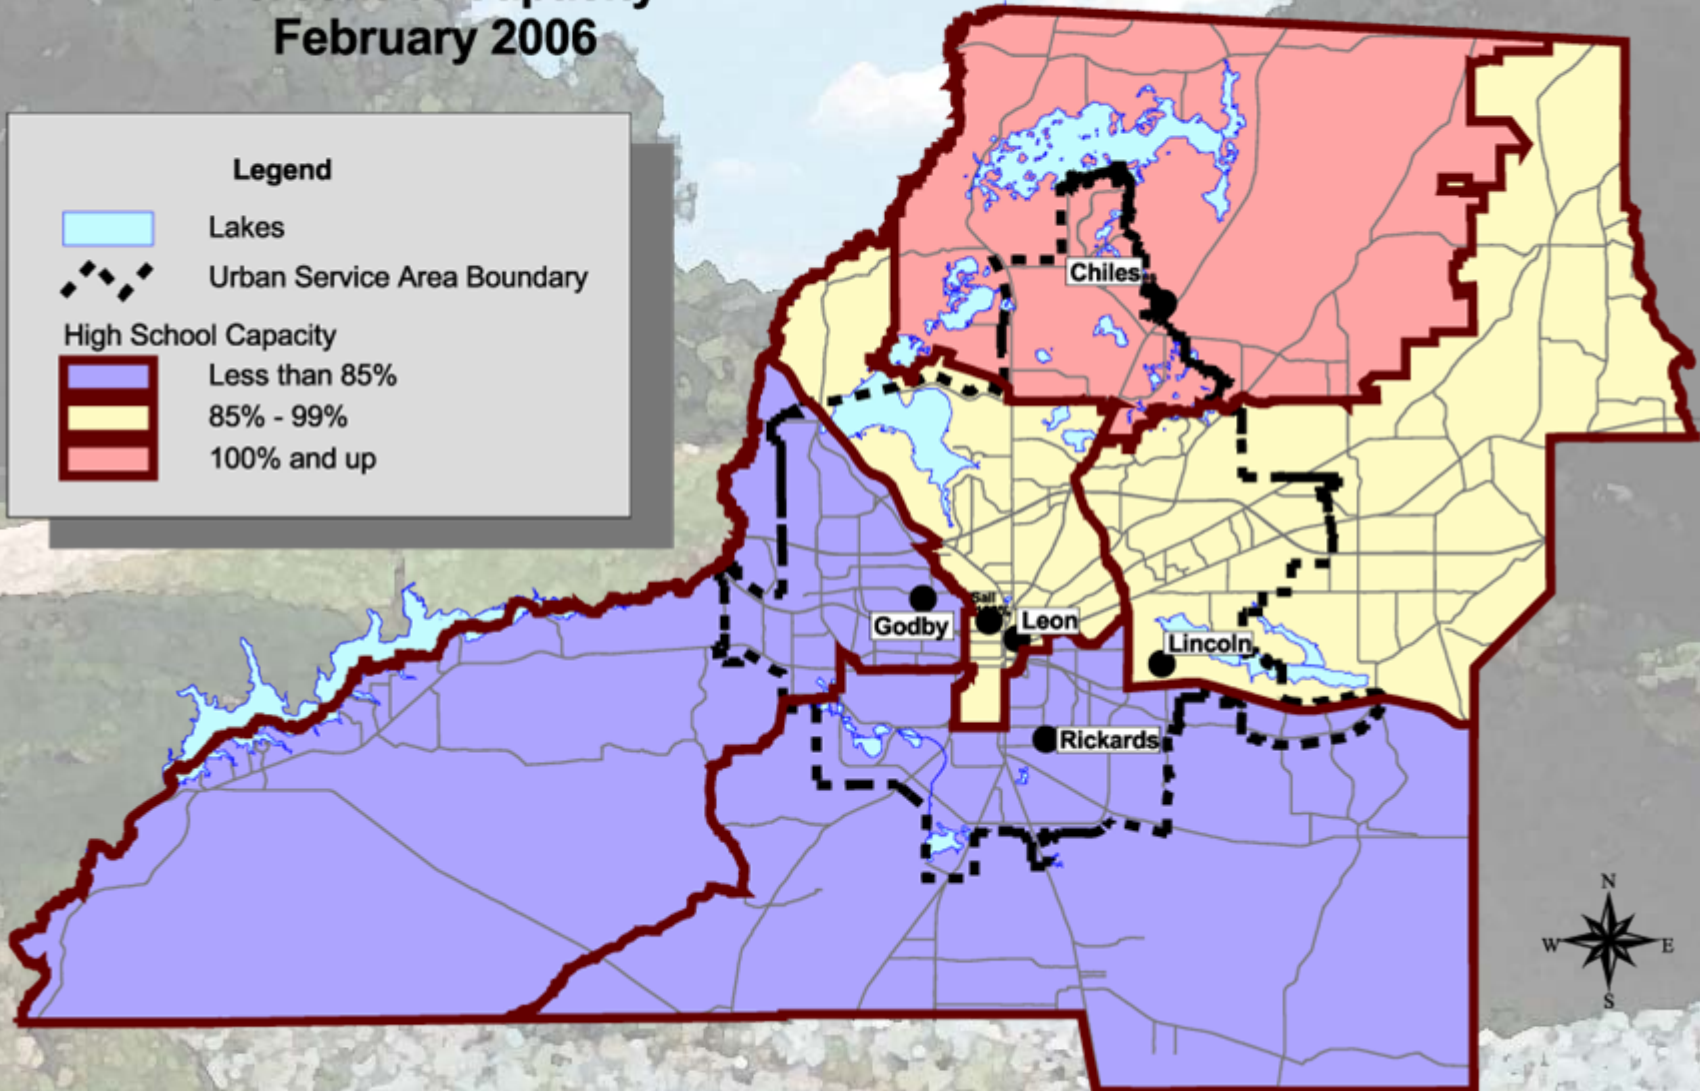 February 2006
Legend
Lakes
Urban Service Area Boundary
High School Capacity
Less than 85%
85% - 99%
100% and up
Chiles
Sail
Godby
Leon
Lincoln
Rickards
N
W E
S